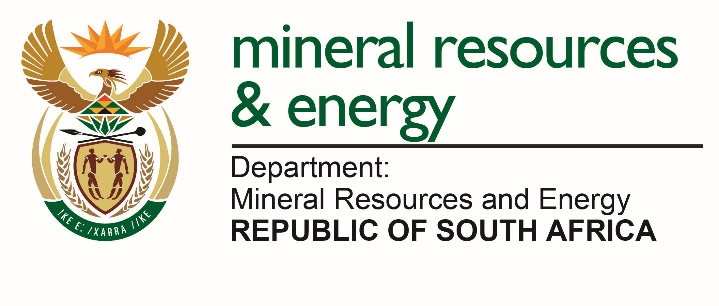 mineral resources
& energy
Department:
Mineral Resources and Energy
REPUBLIC OF SOUTH AFRICA
!KE E: /XARRA //KE